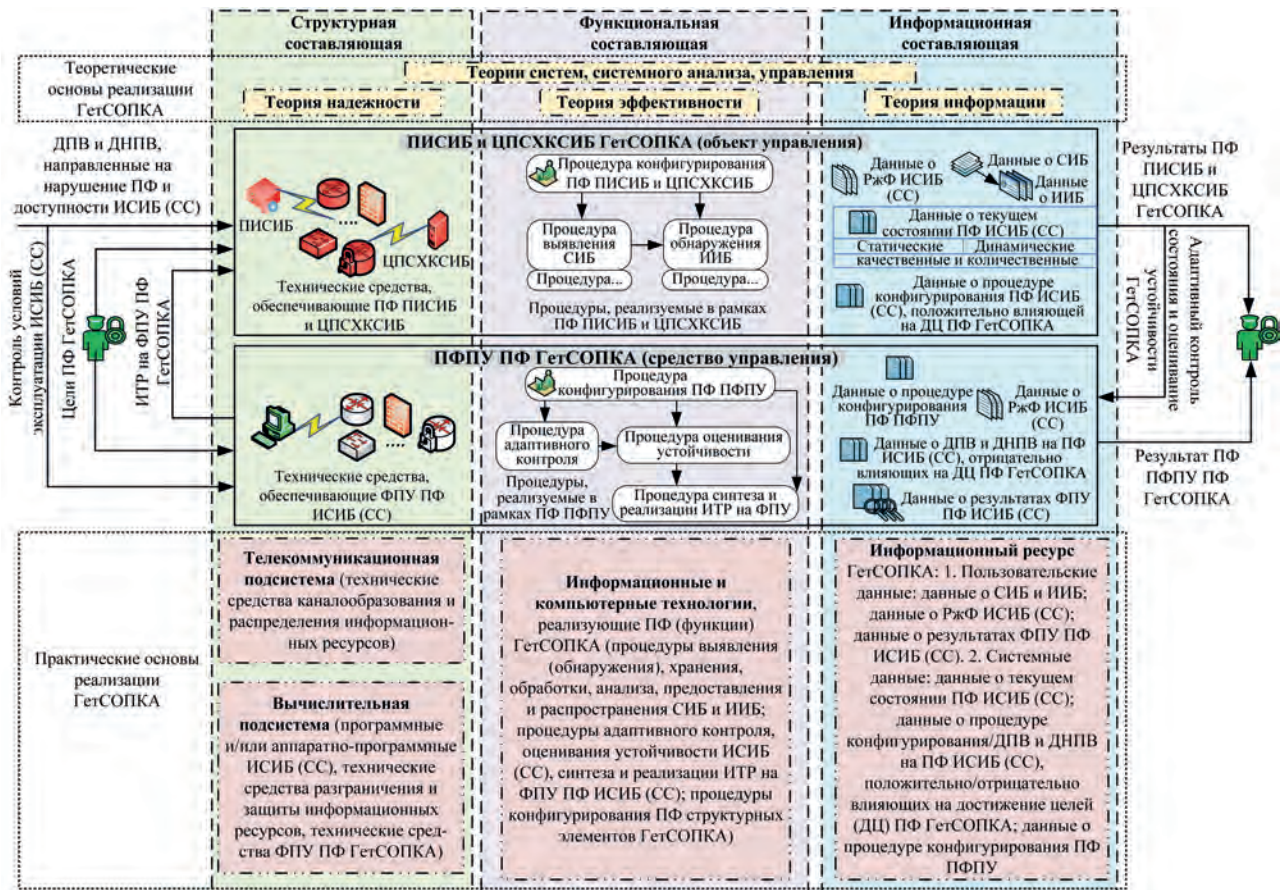 Структурная
составляющая
Функциональная
составляющая
Информационная
составляющая
Теоретические
основы реализации
ГетСОПКА
Теории систем, системного анализа, управления
Теория надежности
Теория эффективности
Теория информации
ДПВ и ДНПВ,
направленные на
нарушение ПФ и
доступности ИСИБ (СС)
Контроль условий
эксплуатации ИСИБ (СС)
Цели ПФ ГетСОПКА
ИТР на ФПУ ПФ
ГетСОПКА
ПИСИБ и ЦПСХКСИБ ГетСОПКА (объект управления)
ПИСИБ
....
ЦПСХКСИБ
Технические средства,
обеспечивающие ПФ ПИСИБ
и ЦПСХКСИБ
Процедура конфигурирования
ПФ ПИСИБ и ЦПСХКСИБ
Процедура
выявления
СИБ
Процедура
обнаружения
ИИБ
Процедура...
Процедура...
Процедуры, реализуемые в рамках
ПФ ПИСИБ и ЦПСХКСИБ
Данные о
РжФ ИСИБ
(СС)
Данные о СИБ
Данные
о ИИБ
Данные о текущем
состоянии ПФ ИСИБ (СС)
Статические
Динамические
качественные и количественные
Данные о процедуре
конфигурирования ПФ ИСИБ
(СС), положительно влияющей
на ДЦ ПФ ГетСОПКА
Результаты ПФ
ПИСИБ и
ЦПСХКСИБ
ГетСОПКА
Адаптивный контроль
состояния и оценивание
устойчивости
ГетСОПКА
ПФПУ ПФ ГетСОПКА (средство управления)
....
Технические средства,
обеспечивающие ФПУ ПФ
ИСИБ (СС)
Процедура
конфигурирования ПФ ПФПУ
Процедура
адаптивного
контроля
Процедура оценивания
устойчивости
Процедуры,
реализуемые в
рамках ПФ ПФПУ
Процедура синтеза и
реализации ИТР на ФПУ
Данные о процедуре
конфигурирования
ПФ ПФПУ
Данные о
РжФ ИСИБ
(СС)
Данные о ДПВ и ДНПВ на ПФ
ИСИБ (СС), отрицательно
влияющих на ДЦ ПФ ГетСОПКА
Данные о результатах ФПУ
ПФ ИСИБ (СС)
Результат ПФ
ПФПУ ПФ
ГетСОПКА
Практические основы
реализации
ГетСОПКА
Телекоммуникационная
подсистема (технические
средства каналообразования и
распределения информацион-
ных ресурсов)
Вычислительная
подсистема (программные
и/или аппаратно-программные
ИСИБ (СС), технические
средства разграничения и
защиты информационных
ресурсов, технические сред-
ства ФПУ ПФ ГетСОПКА)
Информационные и
компьютерные технологии,
реализующие ПФ (функции)
ГетСОПКА (процедуры выявления
(обнаружения), хранения,
обработки, анализа, предоставления
и распространения СИБ и ИИБ;
процедуры адаптивного контроля,
оценивания устойчивости ИСИБ
(СС), синтеза и реализации ИТР на
ФПУ ПФ ИСИБ (СС); процедуры
конфигурирования ПФ структурных
элементов ГетСОПКА)
Информационный ресурс
ГетСОПКА: 1. Пользовательские
данные: данные о СИБ и ИИБ;
данные о РжФ ИСИБ (СС);
данные о результатах ФПУ ПФ
ИСИБ (СС). 2. Системные
данные: данные о текущем
состоянии ПФ ИСИБ (СС);
данные о процедуре
конфигурирования/ДПВ и ДНПВ
на ПФ ИСИБ (СС),
положительно/отрицательно
влияющих на достижение целей
(ДЦ) ПФ ГетСОПКА; данные о
процедуре конфигурирования ПФ
ПФПУ